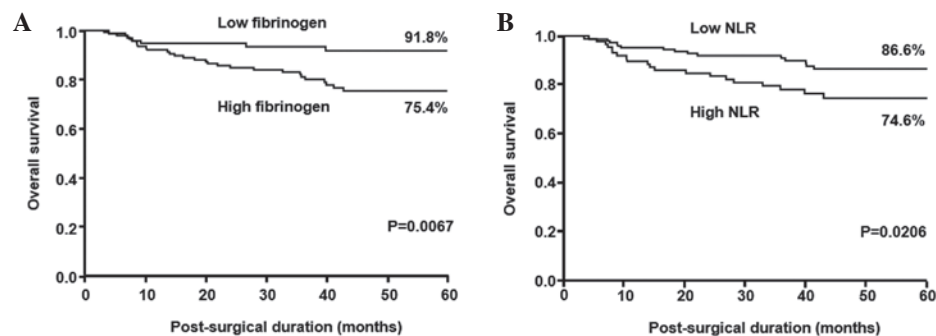 A
Low fibrinogen
91.8%
High fibrinogen
75.4%
P=0.0067
Overall survival
1.0
0.8
0.6
0.4
0.2
0.0
0 10 20 30 40 50 60
Post-surgical duration (months)
B
Low NLR
86.6%
High NLR
74.6%
P=0.0206
Overall survival
1.0
0.8
0.6
0.4
0.2
0.0
0 10 20 30 40 50 60
Post-surgical duration (months)